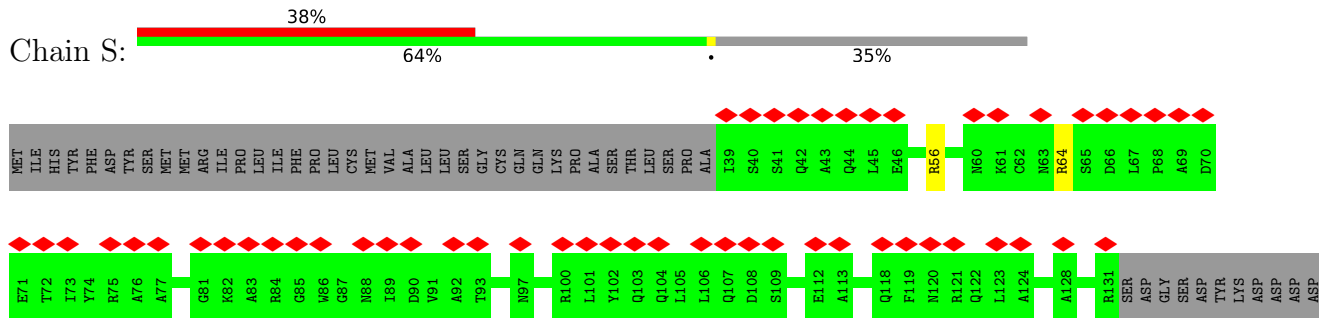 38%
Chain S:
64% • 35%
MET ILE HIS TYR PHE ASP TYR SER MET MET ARG ILE PRO LEU ILE PHE PRO LEU CYS MET VAL ALA LEU LEU SER GLY CYS GLN GLN LYS PRO ALA SER THR LEU SER PRO ALA I39 S40 S41 Q42 A43 Q44 L45 E46 R56 N60 K61 C62 N63 R64 S65 D66 L67 P68 A69 D70
E71 T72 I73 Y74 R75 A76 A77 G81 K82 A83 R84 G85 W86 G87 N88 I89 D90 V91 A92 T93 N97 R100 L101 Y102 Q103 Q104 L105 L106 Q107 D108 S109 E112 A113 Q118 F119 N120 R121 Q122 L123 A124 A128 R131 SER ASP GLY SER ASP TYR LYS ASP ASP ASP ASP